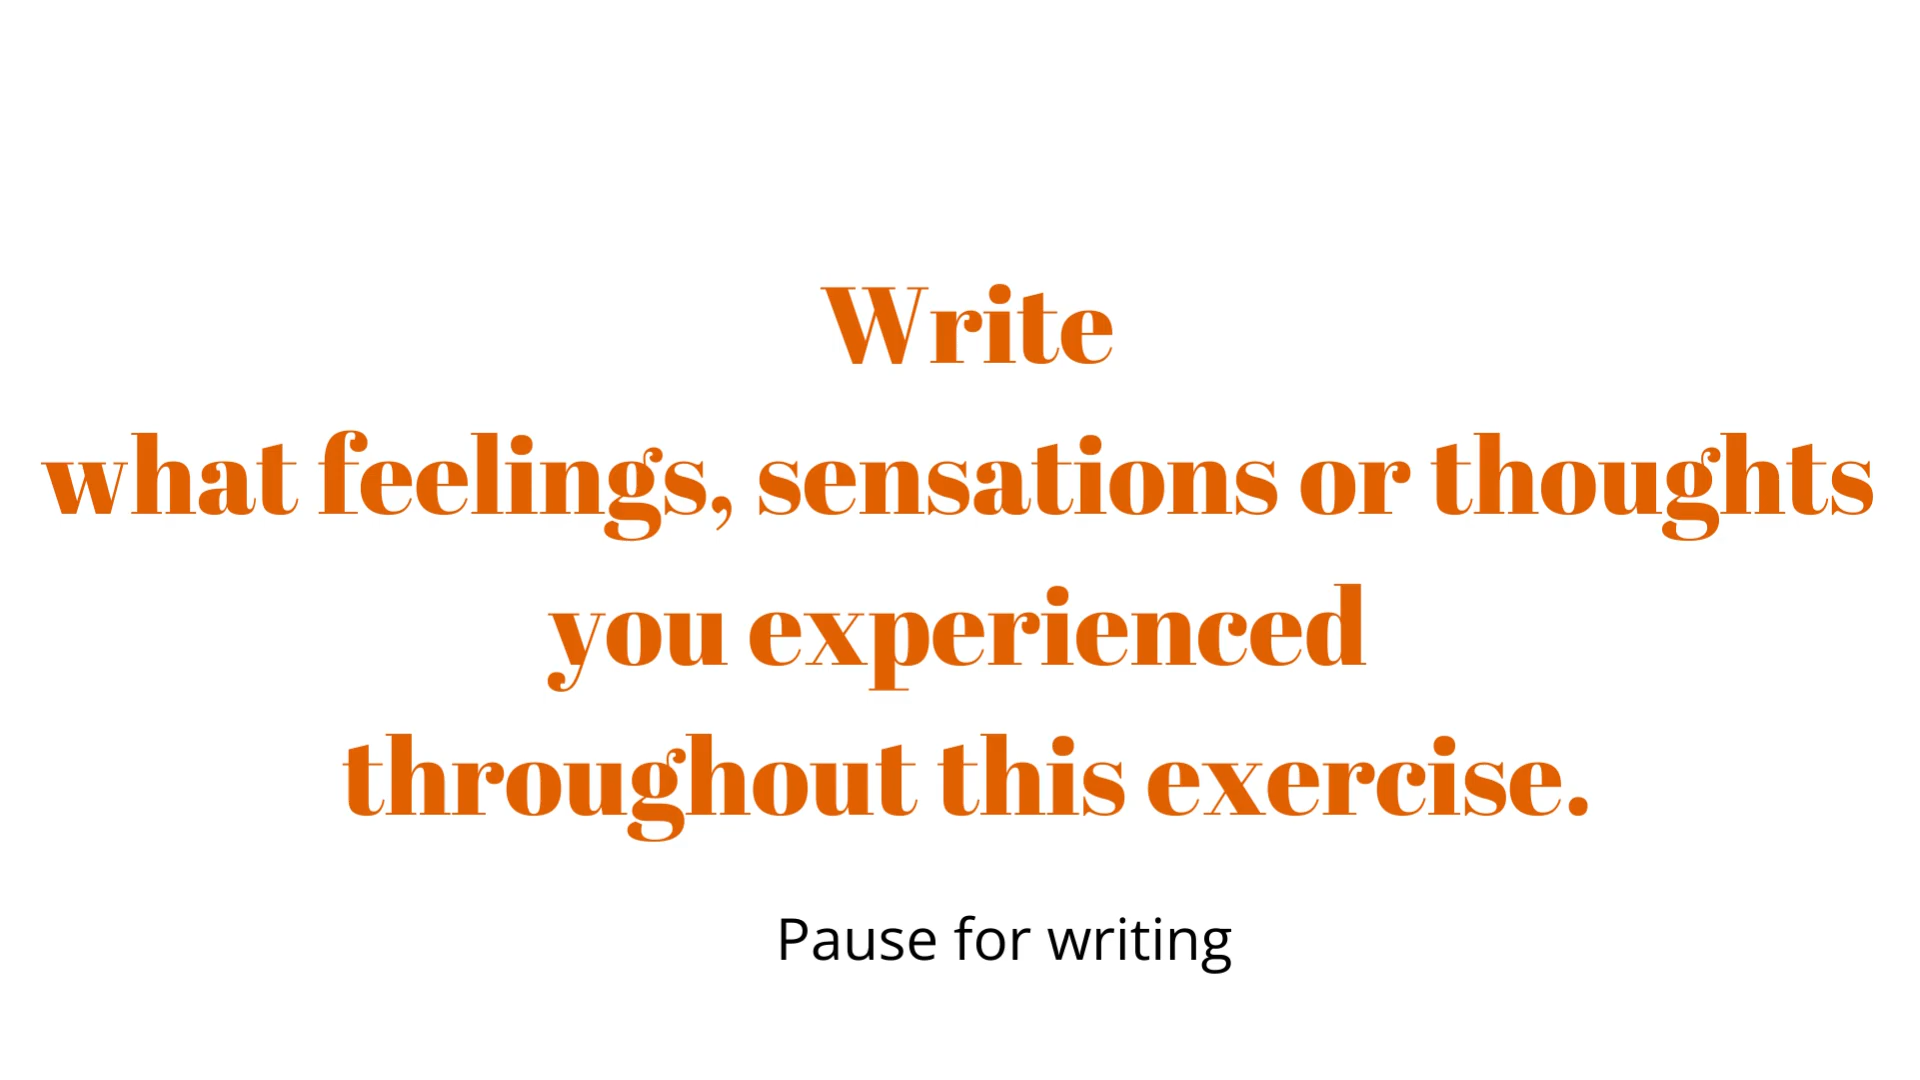 Write
what feelings, sensations or thoughts
you experienced
throughout this exercise.
Pause for writing